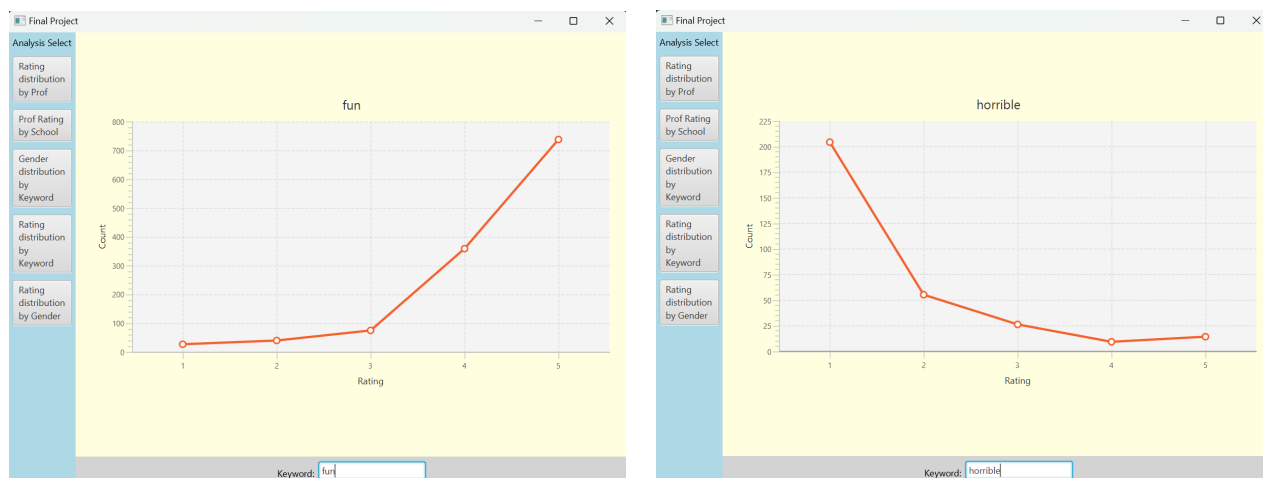 Final Project
Analysis Select
Rating
distribution
by Prof
Prof Rating
by School
Gender
distribution
by
Keyword
Rating
distribution
by
Keyword
Rating
distribution
by Gender
fun
800
700
600
500
400
300
200
100
0
Count
1 2 3 4 5
Rating
Keyword: fun
Final Project
Analysis Select
Rating
distribution
by Prof
Prof Rating
by School
Gender
distribution
by
Keyword
Rating
distribution
by
Keyword
Rating
distribution
by Gender
horrible
225
200
175
150
125
100
75
50
25
0
Count
1 2 3 4 5
Rating
Keyword: horrible